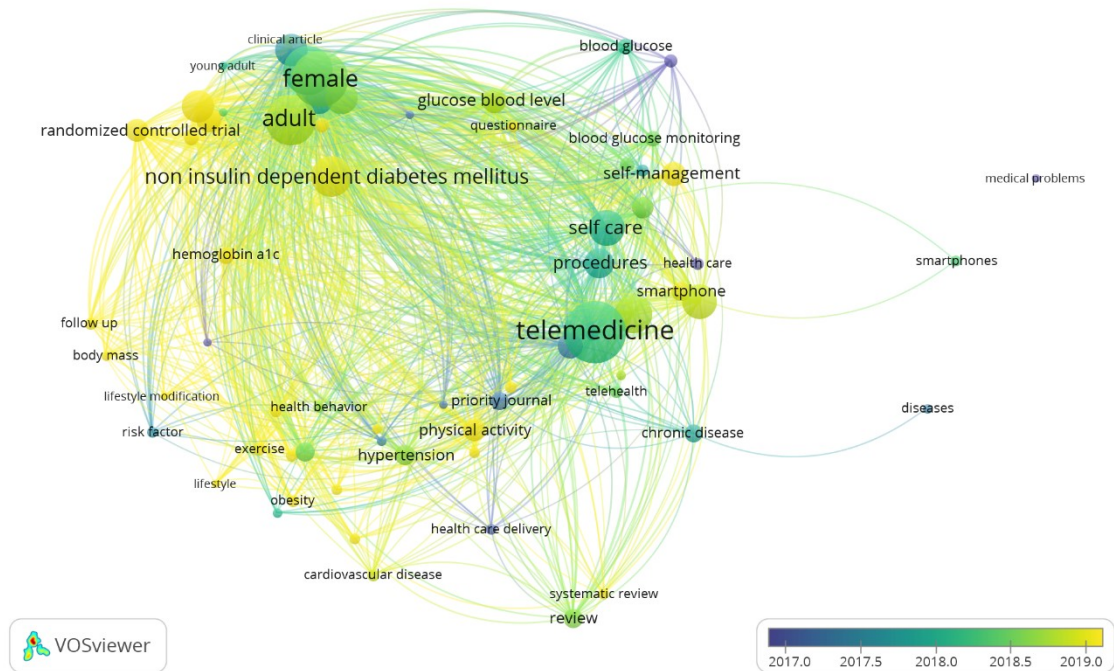 clinical article
blood glucose
young adult
female
glucose blood level
adult
questionnaire
randomized controlled trial
blood glucose monitoring
non insulin dependent diabetes mellitus
self-management
medical problems
self care
hemoglobin a1c
procedures
health care
smartphones
smartphone
follow up
telemedicine
body mass
lifestyle modification
telehealth
priority journal
health behavior
diseases
risk factor
physical activity
chronic disease
exercise
hypertension
lifestyle
obesity
health care delivery
cardiovascular disease
systematic review
review
VOSviewer
2017.0 2017.5 2018.0 2018.5 2019.0